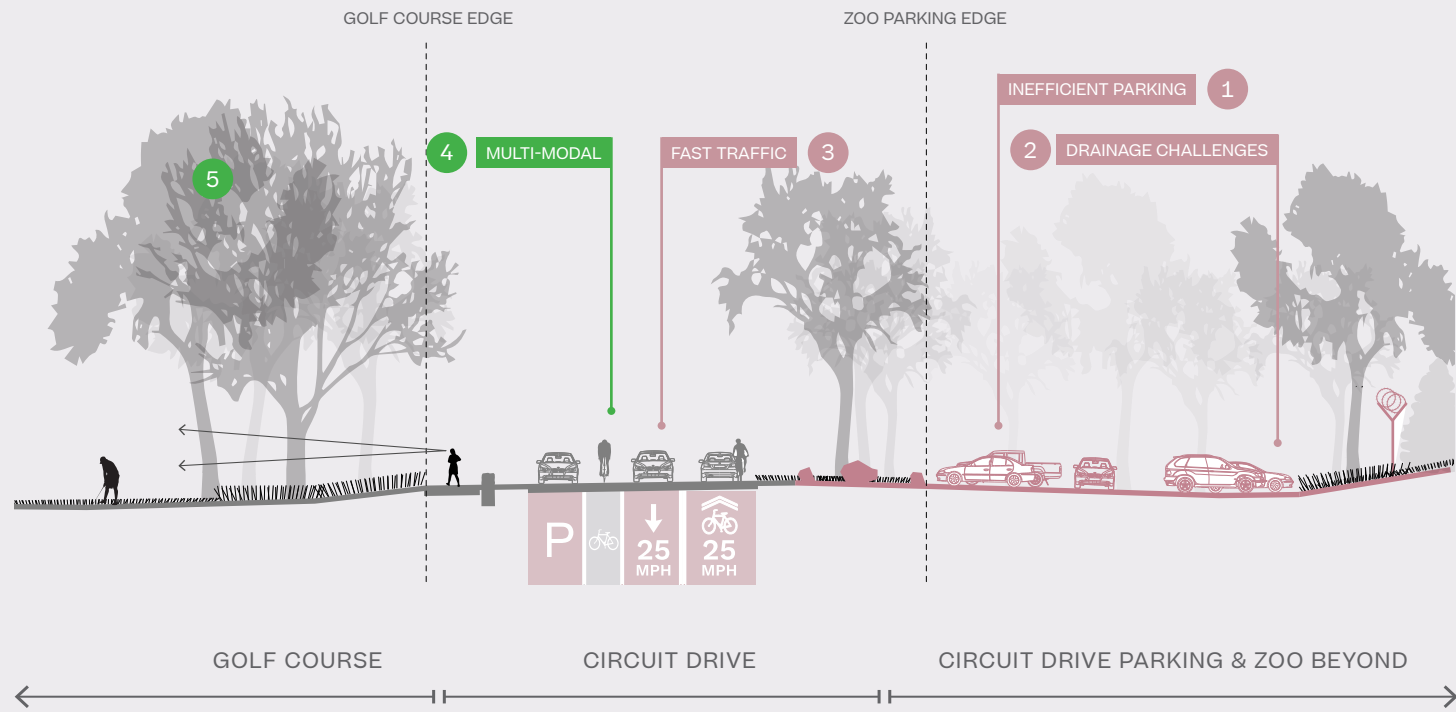 GOLF COURSE EDGE
ZOO PARKING EDGE
INEFFICIENT PARKING 1
2 DRAINAGE CHALLENGES
4 MULTI-MODAL
FAST TRAFFIC 3
5
P
25
MPH
25
MPH
GOLF COURSE
CIRCUIT DRIVE
CIRCUIT DRIVE PARKING & ZOO BEYOND